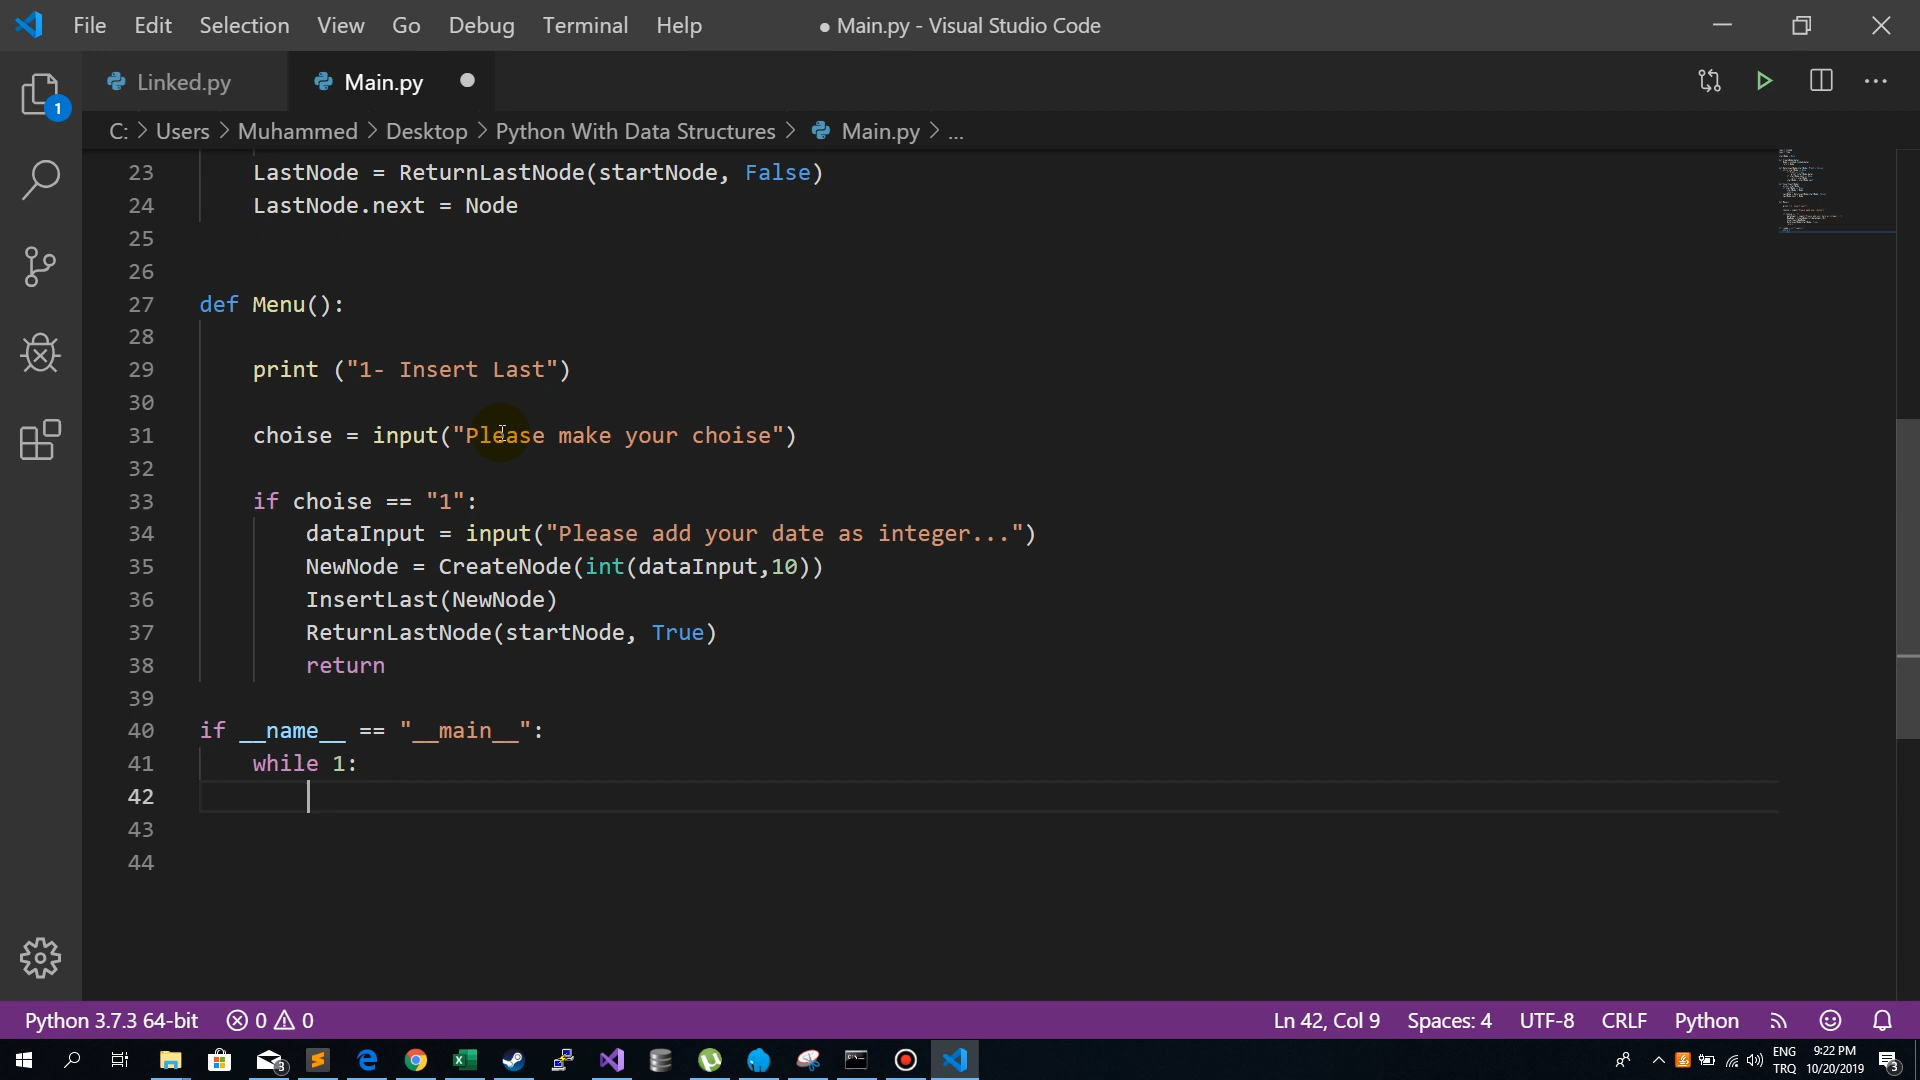 File Edit Selection View Go Debug Terminal Help ● Main.py - Visual Studio Code
Linked.py Main.py ●
1
C: > Users > Muhammed > Desktop > Python With Data Structures > Main.py > ...
23 LastNode = ReturnLastNode(startNode, False)
24 LastNode.next = Node
25
26
27 def Menu():
28
29 print ("1- Insert Last")
30
31 choise = input("Please make your choise")
32
33 if choise == "1":
34 dataInput = input("Please add your date as integer...")
35 NewNode = CreateNode(int(dataInput,10))
36 InsertLast(NewNode)
37 ReturnLastNode(startNode, True)
38 return
39
40 if __name__ == "__main__":
41 while 1:
42
43
44
Python 3.7.3 64-bit 0 0 Ln 42, Col 9 Spaces: 4 UTF-8 CRLF Python
3 ENG 9:22 PM
TRQ 10/20/2019 3